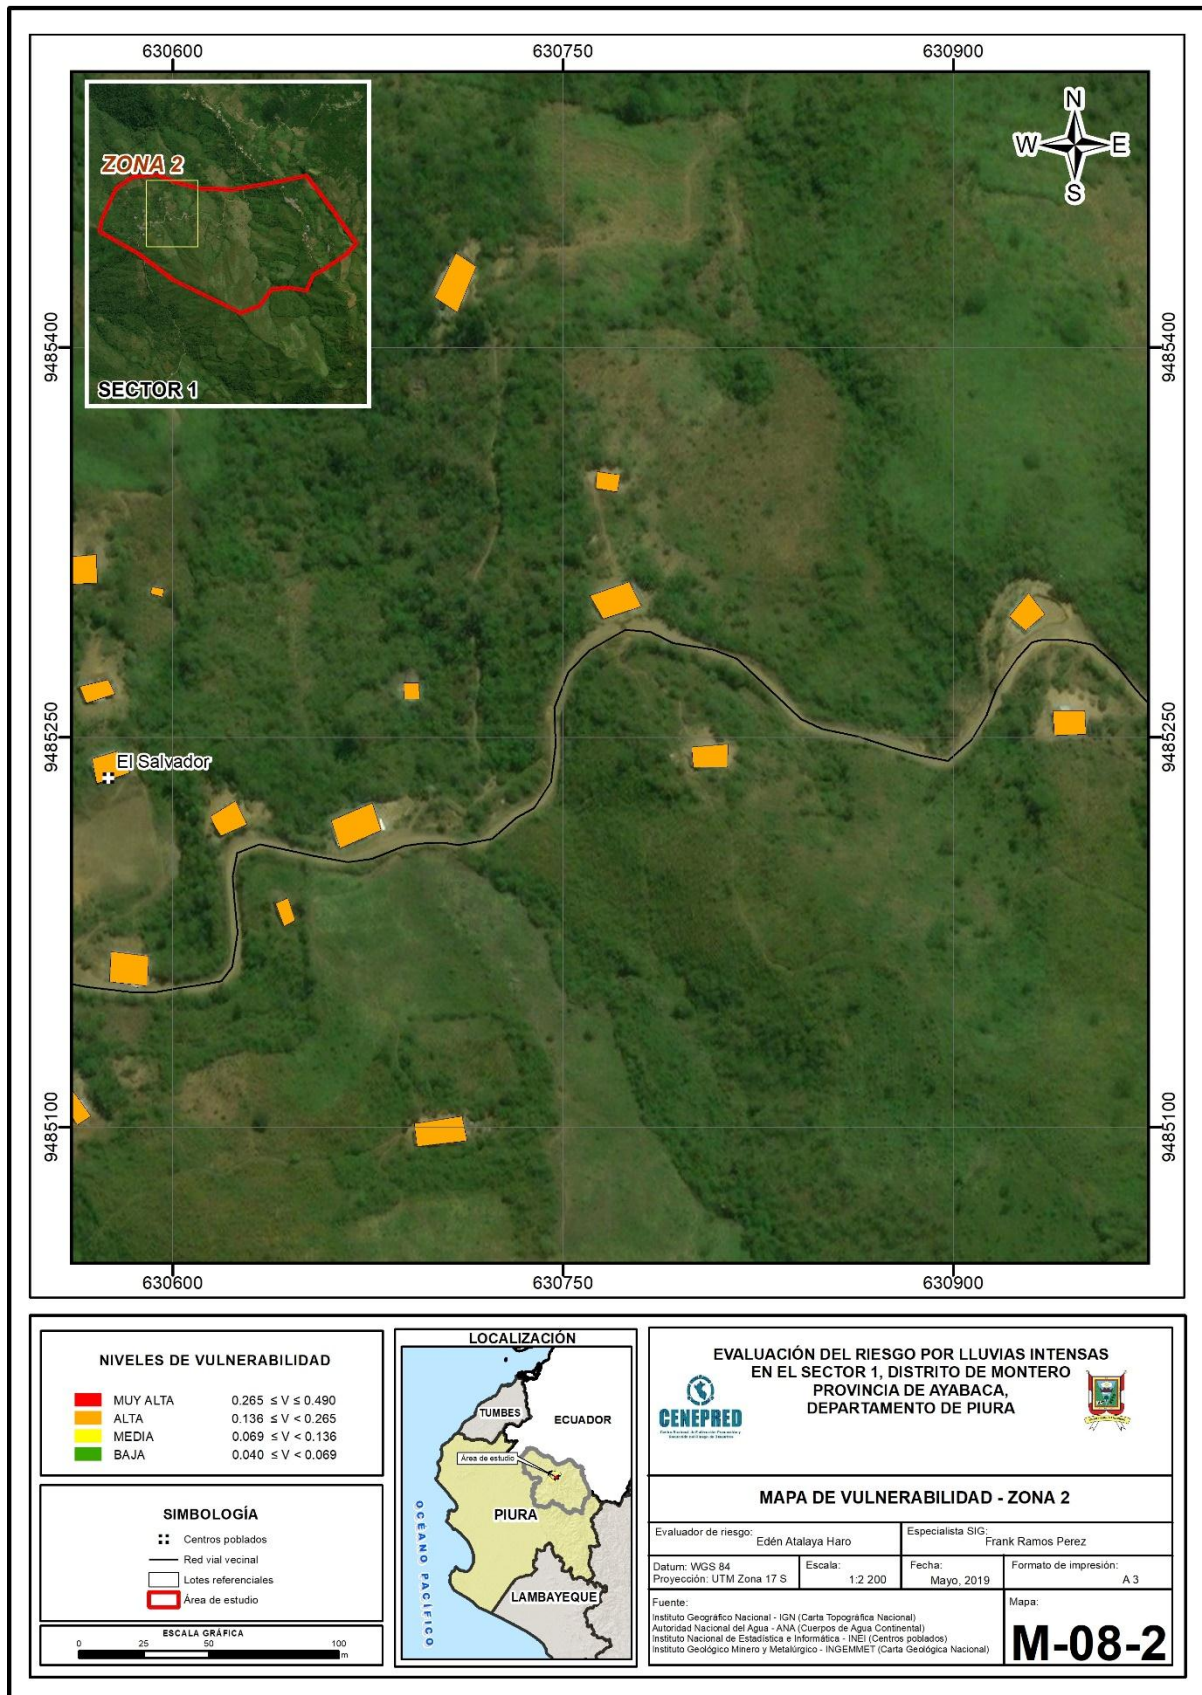 630600
630750
630900
ZONA 2
SECTOR 1
N
W
E
S
9485400
9485400
9485250
9485250
El Salvador
9485100
9485100
630600
630750
630900
NIVELES DE VULNERABILIDAD
MUY ALTA 0.265 ≤ V ≤ 0.490
ALTA 0.136 ≤ V < 0.265
MEDIA 0.069 ≤ V < 0.136
BAJA 0.040 ≤ V < 0.069
SIMBOLOGÍA
Centros poblados
Red vial vecinal
Lotes referenciales
Área de estudio
ESCALA GRÁFICA
0 25 50 100
m
LOCALIZACIÓN
TUMBES
ECUADOR
Área de estudio
PIURA
OCEANO PACÍFICO
LAMBAYEQUE
EVALUACIÓN DEL RIESGO POR LLUVIAS INTENSAS
EN EL SECTOR 1, DISTRITO DE MONTERO
PROVINCIA DE AYABACA,
DEPARTAMENTO DE PIURA
CENEPRED
MAPA DE VULNERABILIDAD - ZONA 2
Evaluador de riesgo:
Edén Atalaya Haro
Especialista SIG:
Frank Ramos Perez
Datum: WGS 84
Proyección: UTM Zona 17 S
Escala:
1:2 200
Fecha:
Mayo, 2019
Formato de impresión:
A 3
Fuente:
Instituto Geográfico Nacional - IGN (Carta Topográfica Nacional)
Autoridad Nacional del Agua - ANA (Cuerpos de Agua Continental)
Instituto Nacional de Estadística e Informática - INEI (Centros poblados)
Instituto Geológico Minero y Metalúrgico - INGEMMET (Carta Geológica Nacional)
Mapa:
M-08-2